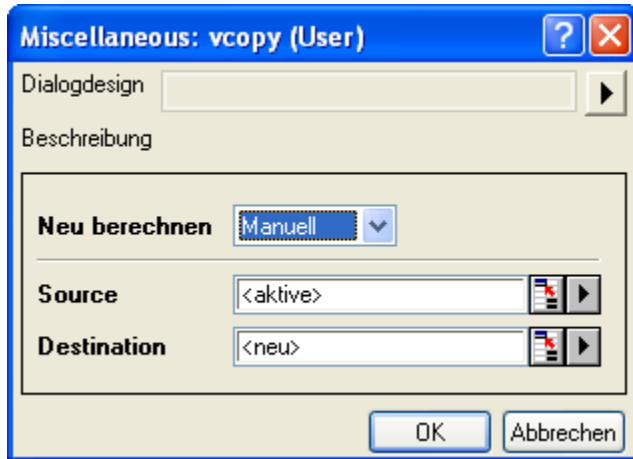 Miscellaneous: vcopy (User)
Dialogdesign
Beschreibung
Neu berechnen Manuell
Source <aktive>
Destination <neu>
OK Abbrechen